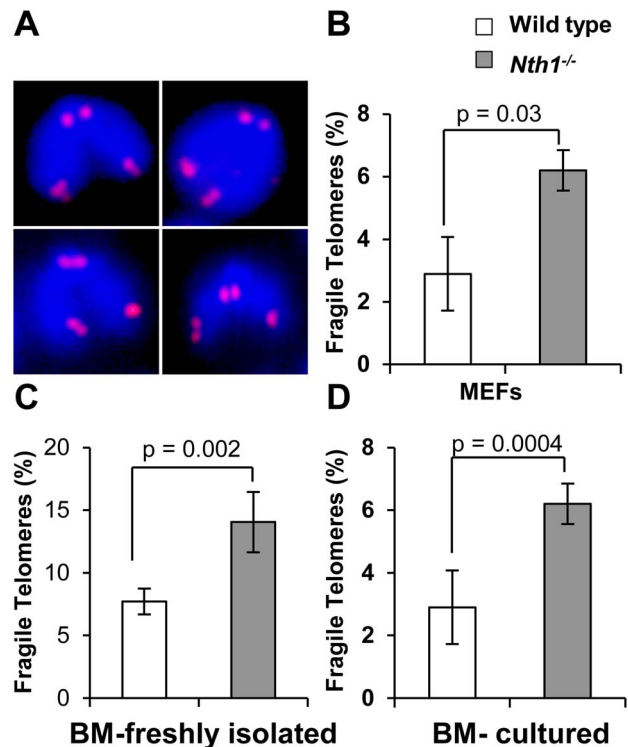 A
B
Wild type
Nth1-/-
Fragile Telomeres (%)
8
6
4
2
0
p = 0.03
MEFs
C
Fragile Telomeres (%)
20
15
10
5
0
p = 0.002
BM-freshly isolated
D
Fragile Telomeres (%)
8
6
4
2
0
p = 0.0004
BM- cultured